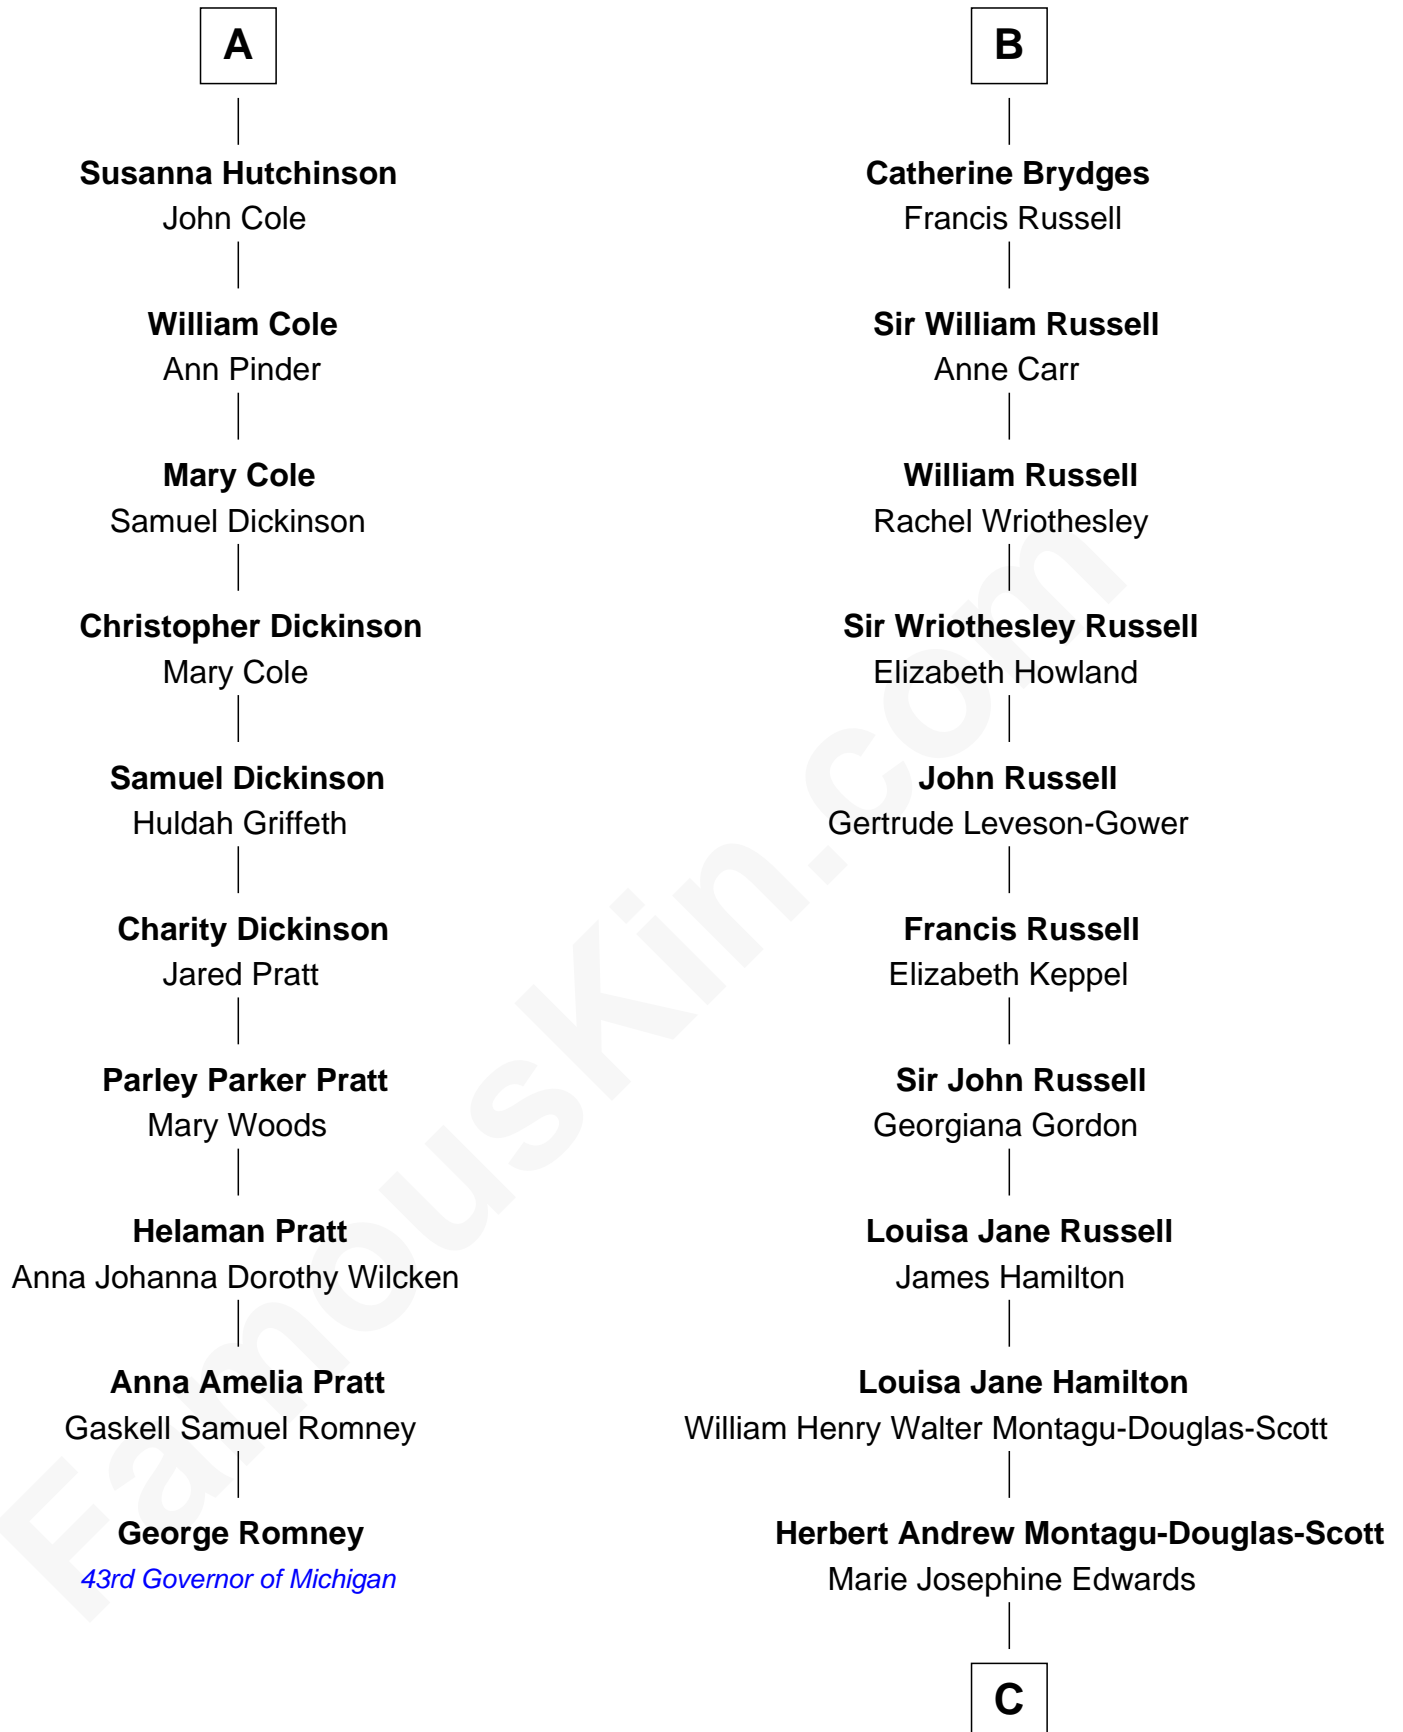 A
Susanna Hutchinson
John Cole
William Cole
Ann Pinder
Mary Cole
Samuel Dickinson
Christopher Dickinson
Mary Cole
Samuel Dickinson
Huldah Griffeth
Charity Dickinson
Jared Pratt
Parley Parker Pratt
Mary Woods
Helaman Pratt
Anna Johanna Dorothy Wilcken
Anna Amelia Pratt
Gaskell Samuel Romney
George Romney
43rd Governor of Michigan
B
Catherine Brydges
Francis Russell
Sir William Russell
Anne Carr
William Russell
Rachel Wriothesley
Sir Wriothesley Russell
Elizabeth Howland
John Russell
Gertrude Leveson-Gower
Francis Russell
Elizabeth Keppel
Sir John Russell
Georgiana Gordon
Louisa Jane Russell
James Hamilton
Louisa Jane Hamilton
William Henry Walter Montagu-Douglas-Scott
Herbert Andrew Montagu-Douglas-Scott
Marie Josephine Edwards
C
FamousKin.com